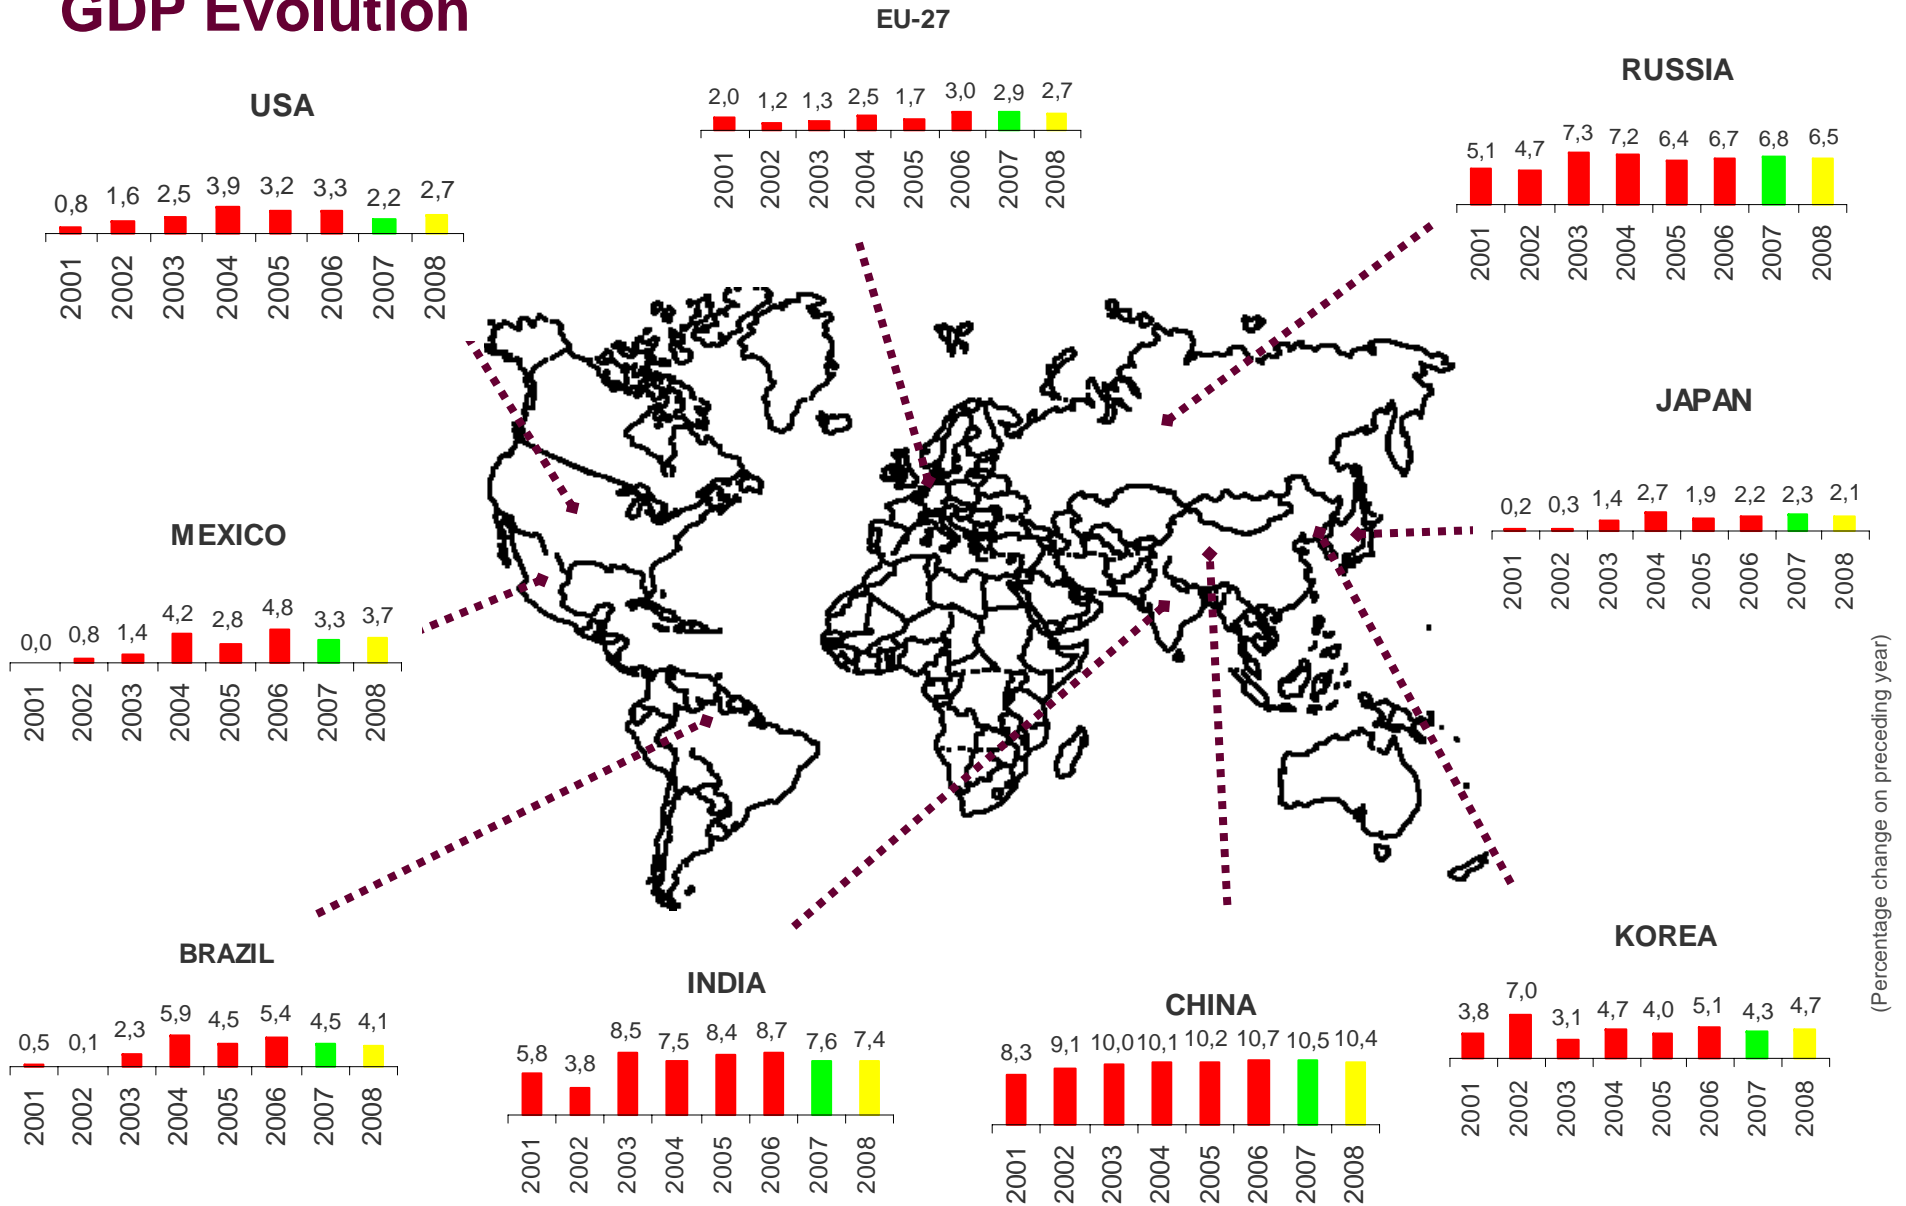 GDP Evolution
EU-27
2,0 1,2 1,3 2,5 1,7 3,0 2,9 2,7
2001 2002 2003 2004 2005 2006 2007 2008
RUSSIA
5,1 4,7 7,3 7,2 6,4 6,7 6,8 6,5
2001 2002 2003 2004 2005 2006 2007 2008
USA
0,8 1,6 2,5 3,9 3,2 3,3 2,2 2,7
2001 2002 2003 2004 2005 2006 2007 2008
JAPAN
0,2 0,3 1,4 2,7 1,9 2,2 2,3 2,1
2001 2002 2003 2004 2005 2006 2007 2008
MEXICO
0,0 0,8 1,4 4,2 2,8 4,8 3,3 3,7
2001 2002 2003 2004 2005 2006 2007 2008
(Percentage change on preceding year)
BRAZIL
0,5 0,1 2,3 5,9 4,5 5,4 4,5 4,1
2001 2002 2003 2004 2005 2006 2007 2008
INDIA
5,8 3,8 8,5 7,5 8,4 8,7 7,6 7,4
2001 2002 2003 2004 2005 2006 2007 2008
CHINA
8,3 9,1 10,0 10,1 10,2 10,7 10,5 10,4
2001 2002 2003 2004 2005 2006 2007 2008
KOREA
3,8 7,0 3,1 4,7 4,0 5,1 4,3 4,7
2001 2002 2003 2004 2005 2006 2007 2008